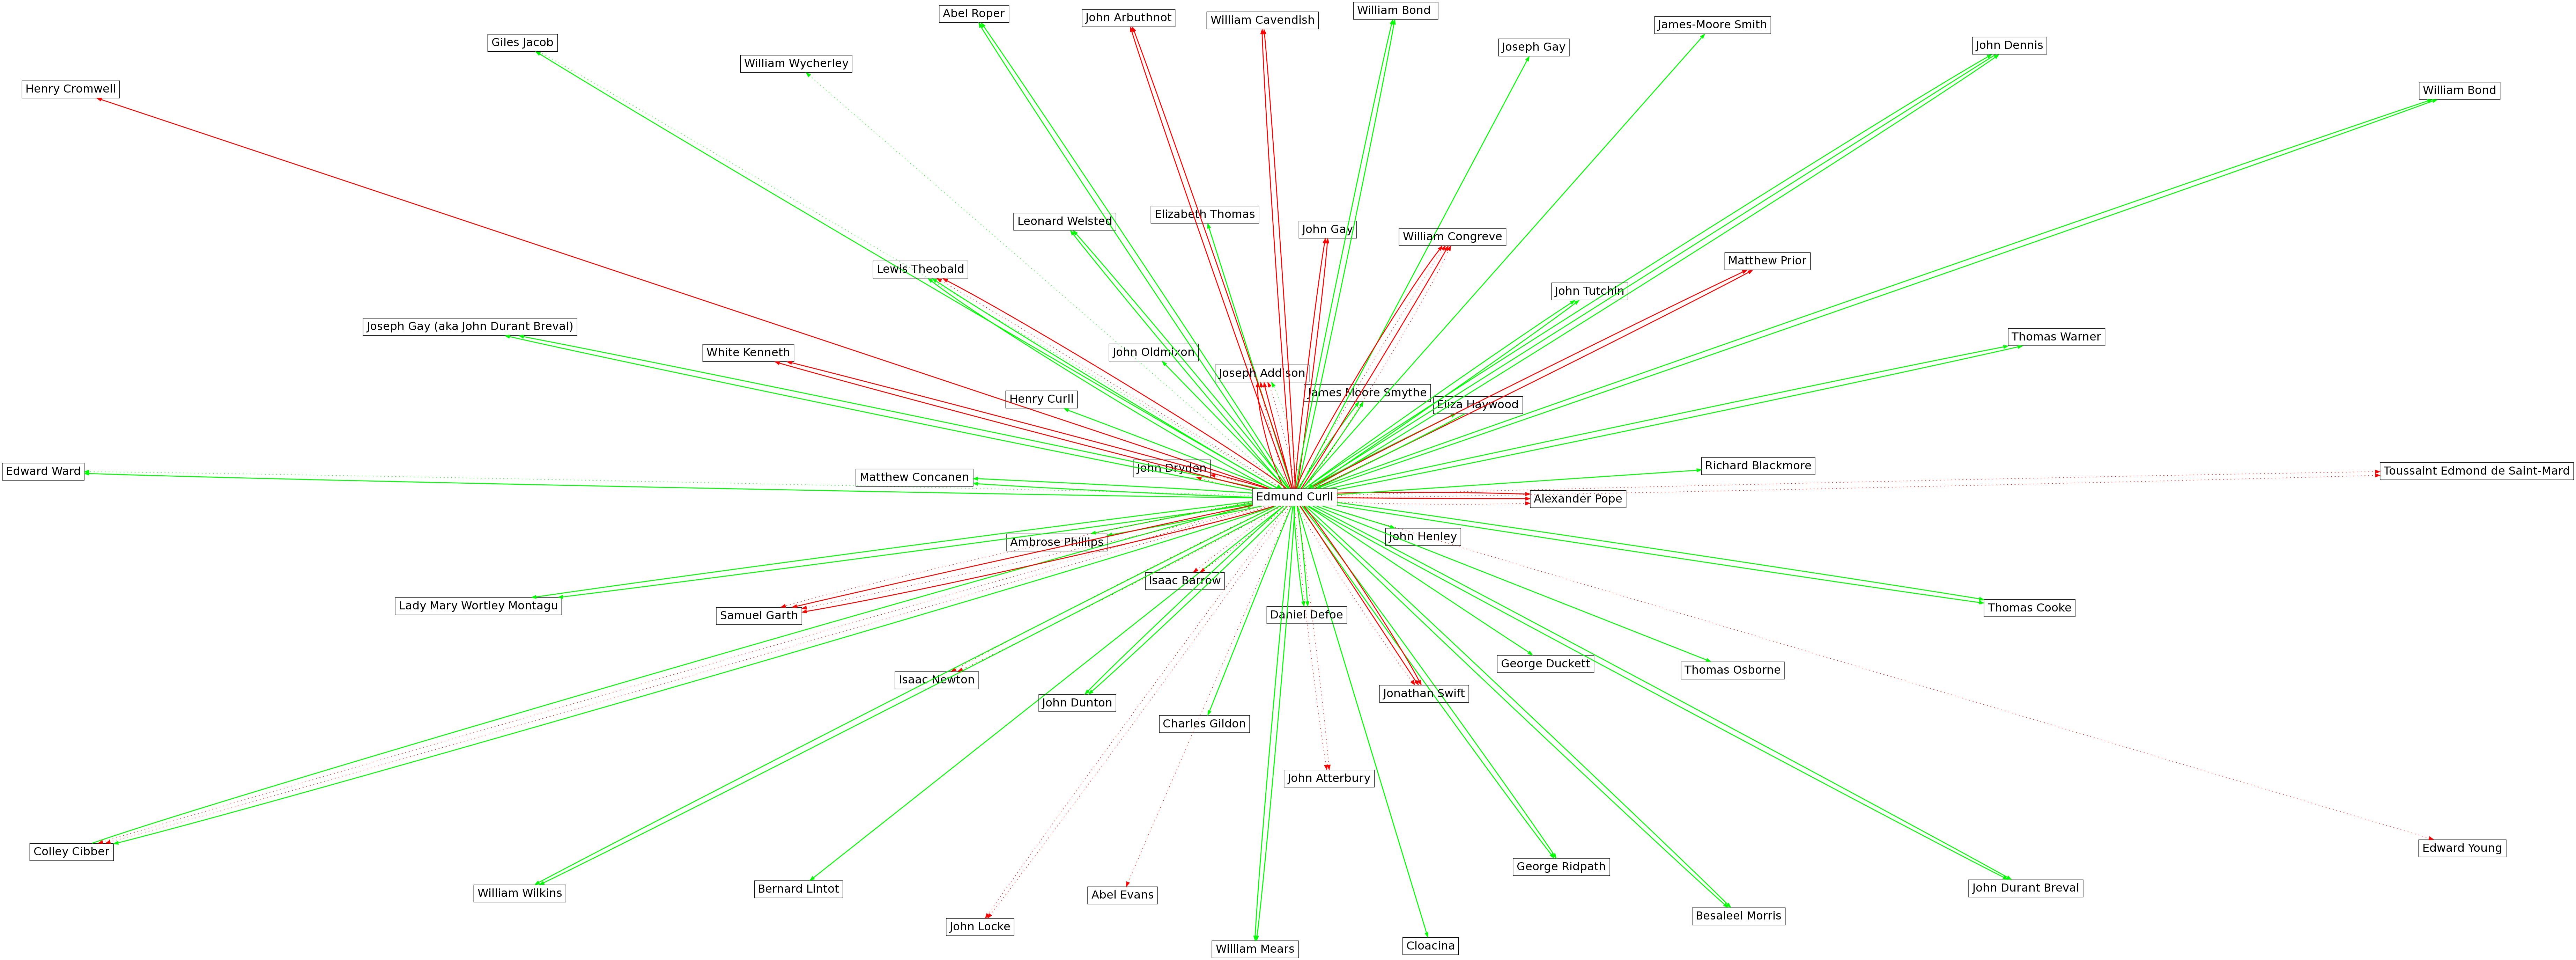 William Bond
Abel Roper
John Arbuthnot
William Cavendish
James-Moore Smith
Giles Jacob
John Dennis
Joseph Gay
William Wycherley
Henry Cromwell
William Bond
Elizabeth Thomas
Leonard Welsted
John Gay
William Congreve
Matthew Prior
Lewis Theobald
John Tutchin
Joseph Gay (aka John Durant Breval)
Thomas Warner
White Kenneth
John Oldmixon
Joseph Addison
James Moore Smythe
Henry Curll
Eliza Haywood
Richard Blackmore
John Dryden
Edward Ward
Toussaint Edmond de Saint-Mard
Matthew Concanen
Edmund Curll
Alexander Pope
John Henley
Ambrose Phillips
Isaac Barrow
Lady Mary Wortley Montagu
Thomas Cooke
Samuel Garth
Daniel Defoe
George Duckett
Thomas Osborne
Isaac Newton
Jonathan Swift
John Dunton
Charles Gildon
John Atterbury
Edward Young
Colley Cibber
George Ridpath
John Durant Breval
Bernard Lintot
William Wilkins
Abel Evans
Besaleel Morris
John Locke
Cloacina
William Mears